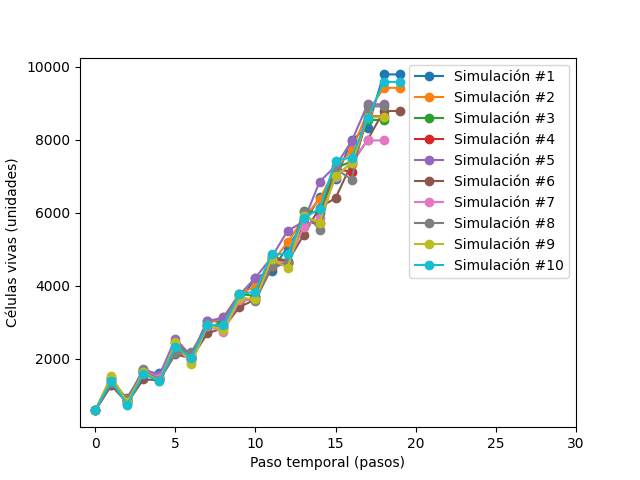 10000
8000
6000
4000
2000
0
5
10
15
20
25
30
Células vivas (unidades)
Paso temporal (pasos)
Simulación #1
Simulación #2
Simulación #3
Simulación #4
Simulación #5
Simulación #6
Simulación #7
Simulación #8
Simulación #9
Simulación #10